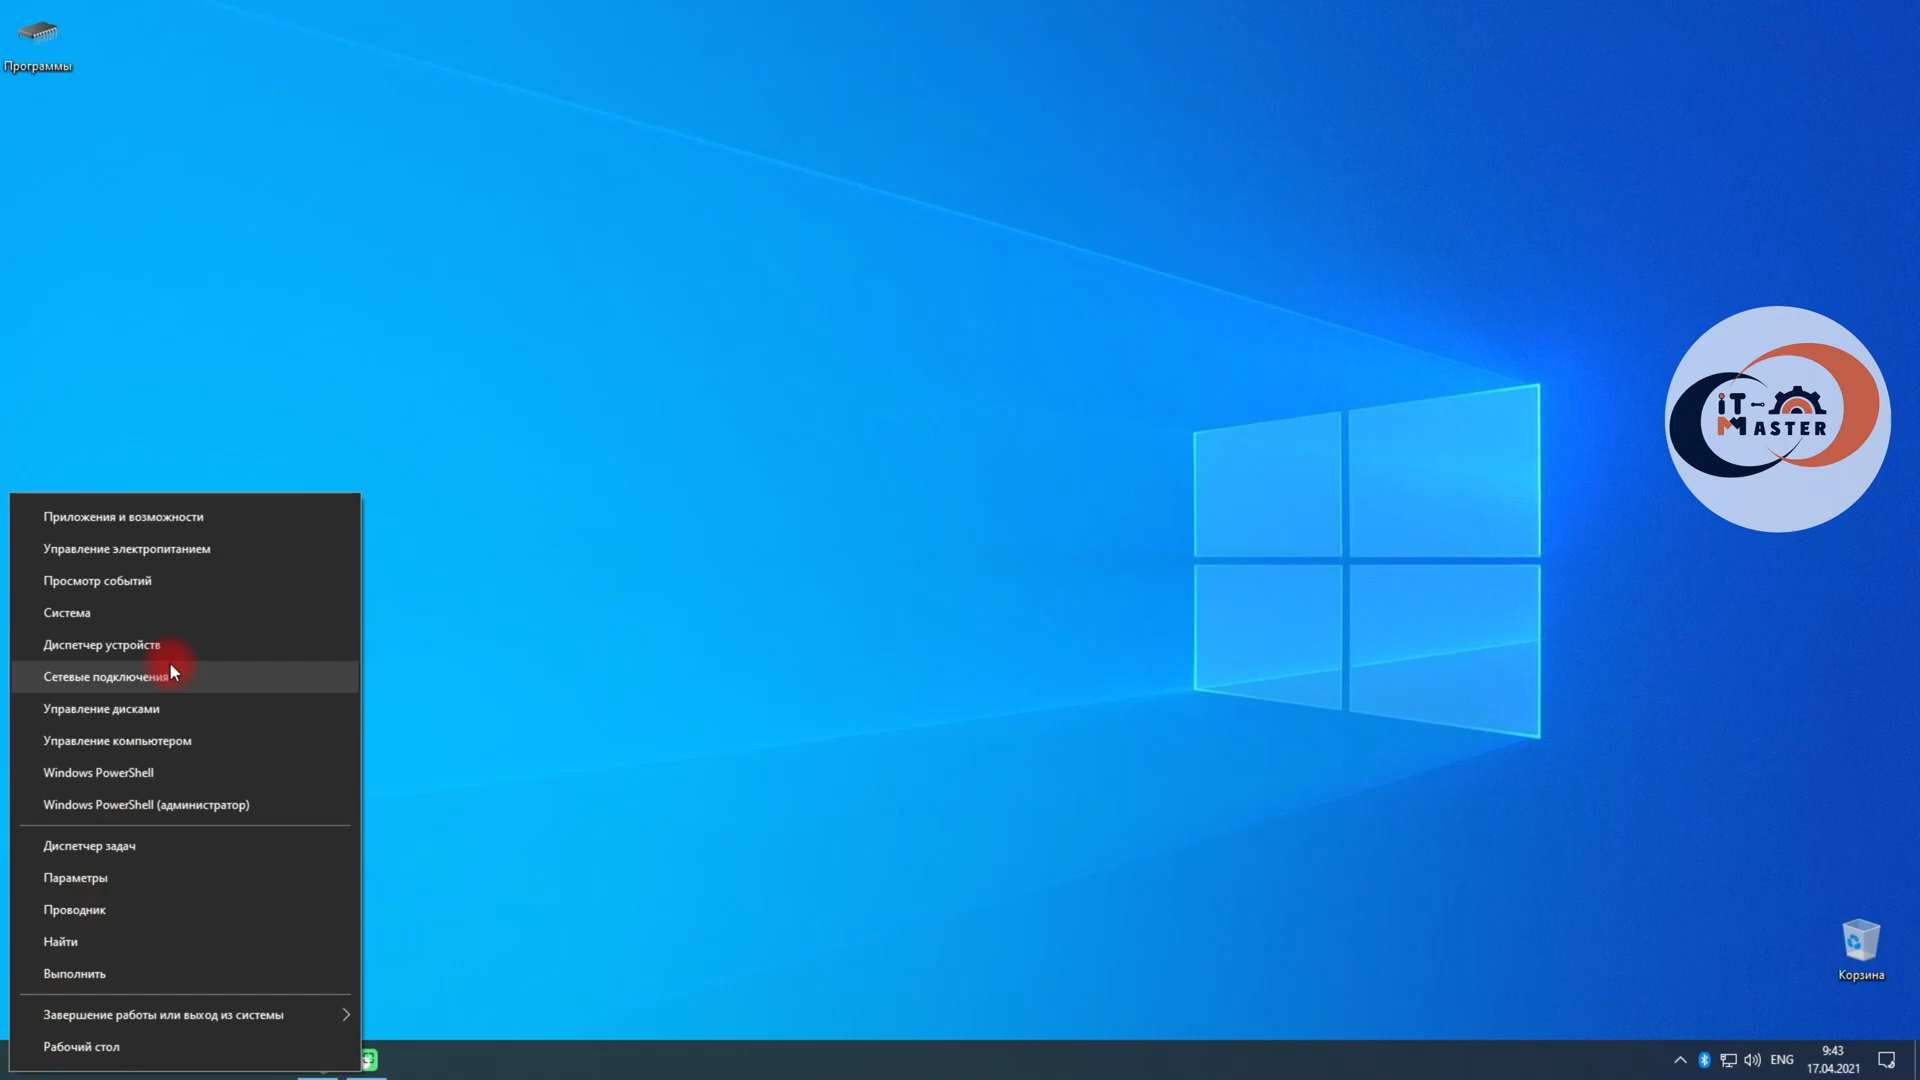 Программы
iT-
MASTER
Приложения и возможности
Управление электропитанием
Просмотр событий
Система
Диспетчер устройств
Сетевые подключения
Управление дисками
Управление компьютером
Windows PowerShell
Windows PowerShell (администратор)
Диспетчер задач
Параметры
Проводник
Найти
Выполнить
Завершение работы или выход из системы
Рабочий стол
Корзина
ENG
9:43
17.04.2021